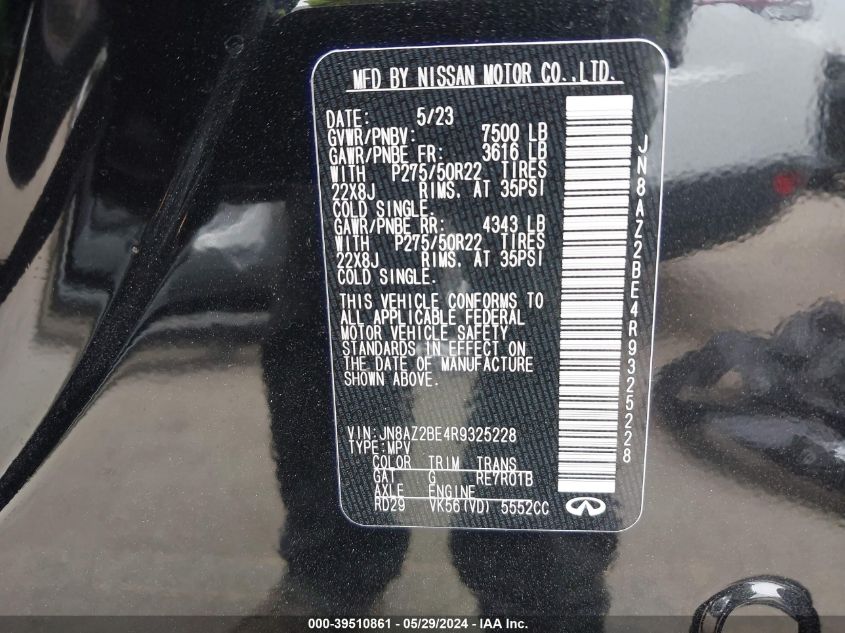 MFD BY NISSAN MOTOR CO.,LTD.
DATE: 5/23
GVWR/PNBV: 7500 LB
GAWR/PNBE FR: 3616 LB
WITH P275/50R22 TIRES
22X8J RIMS. AT 35PSI
COLD SINGLE.
GAWR/PNBE RR: 4343 LB
WITH P275/50R22 TIRES
22X8J RIMS. AT 35PSI
COLD SINGLE.
THIS VEHICLE CONFORMS TO
ALL APPLICABLE FEDERAL
MOTOR VEHICLE SAFETY
STANDARDS IN EFFECT ON
THE DATE OF MANUFACTURE
SHOWN ABOVE.
VIN:JN8AZ2BE4R9325228
TYPE:MPV
COLOR TRIM TRANS
GAT G RE7R01B
AXLE ENGINE
RD29 VK56(VD) 5552CC
JN8AZ2BE4R9325228
000-39510861 - 05/29/2024 - IAA Inc.